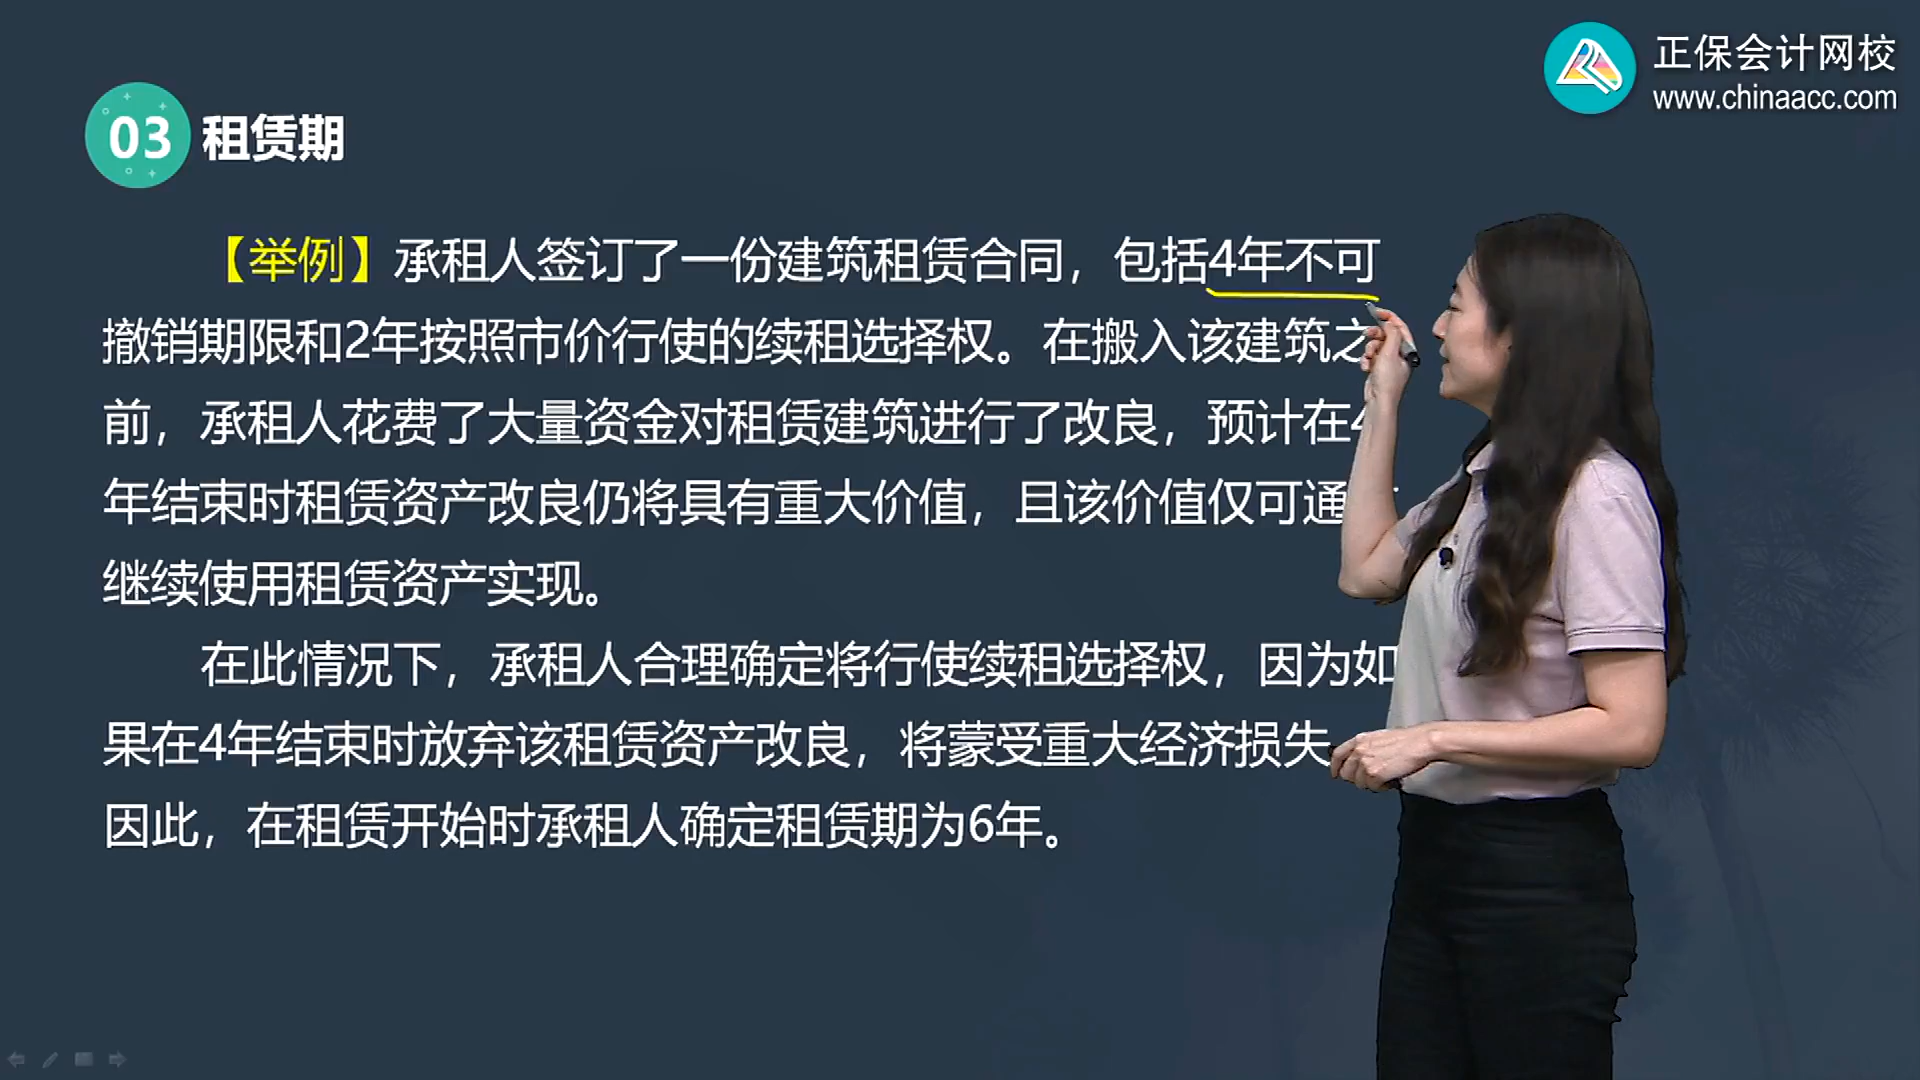 正保会计网校
www.chinaacc.com
03 租赁期
【举例】承租人签订了一份建筑租赁合同，包括4年不可
撤销期限和2年按照市价行使的续租选择权。在搬入该建筑之
前，承租人花费了大量资金对租赁建筑进行了改良，预计在4
年结束时租赁资产改良仍将具有重大价值，且该价值仅可通
继续使用租赁资产实现。
在此情况下，承租人合理确定将行使续租选择权，因为如
果在4年结束时放弃该租赁资产改良，将蒙受重大经济损失
因此，在租赁开始时承租人确定租赁期为6年。